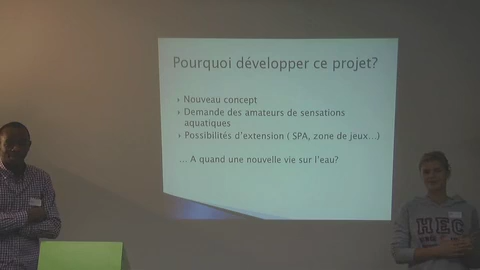 Pourquoi développer ce projet?
› Nouveau concept
› Demande des amateurs de sensations
aquatiques
› Possibilités d'extension ( SPA, zone de jeux...)
... A quand une nouvelle vie sur l'eau?
HEC